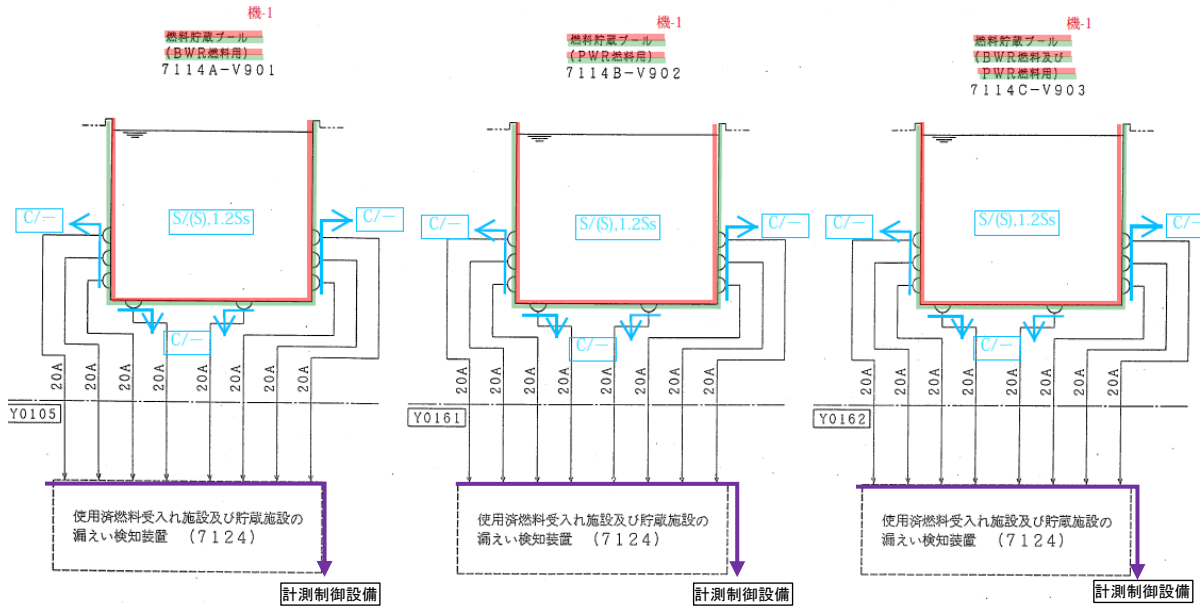 機-1
燃料貯蔵プール
(BWR燃料用)
7114A-V901
C/―
S/(S),1.2Ss
C/―
C/―
20A
20A
20A
20A
20A
20A
20A
20A
Y0105
使用済燃料受入れ施設及び貯蔵施設の
漏えい検知装置 (7124)
計測制御設備
機-1
燃料貯蔵プール
(PWR燃料用)
7114B-V902
C/―
S/(S),1.2Ss
C/―
C/―
20A
20A
20A
20A
20A
20A
20A
20A
Y0161
使用済燃料受入れ施設及び貯蔵施設の
漏えい検知装置 (7124)
計測制御設備
機-1
燃料貯蔵プール
(BWR燃料及び
PWR燃料用)
7114C-V903
C/―
S/(S),1.2Ss
C/―
C/―
20A
20A
20A
20A
20A
20A
20A
20A
Y0162
使用済燃料受入れ施設及び貯蔵施設の
漏えい検知装置 (7124)
計測制御設備